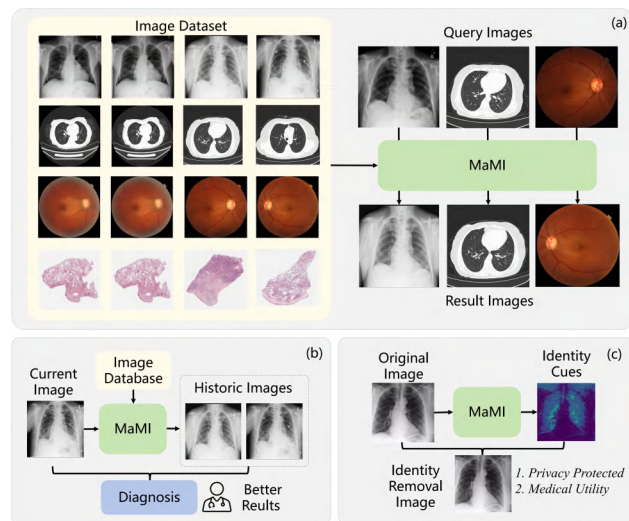 (a)
Image Dataset
Query Images
MaMI
Result Images
(b)
Current
Image
Image
Database
MaMI
Historic Images
Diagnosis
Better
Reults
(c)
Original
Image
MaMI
Identity
Cues
Identity
Removal
Image
1. Privacy Protected
2. Medical Utility